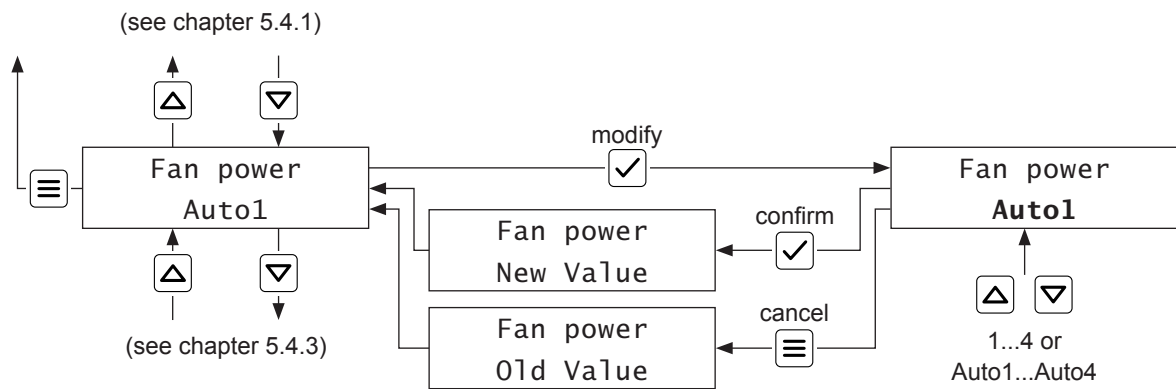 (see chapter 5.4.1)
modify
Fan power
Auto1
Fan power
Auto1
confirm
Fan power
New Value
cancel
Fan power
Old Value
(see chapter 5.4.3)
1...4 or
Auto1...Auto4